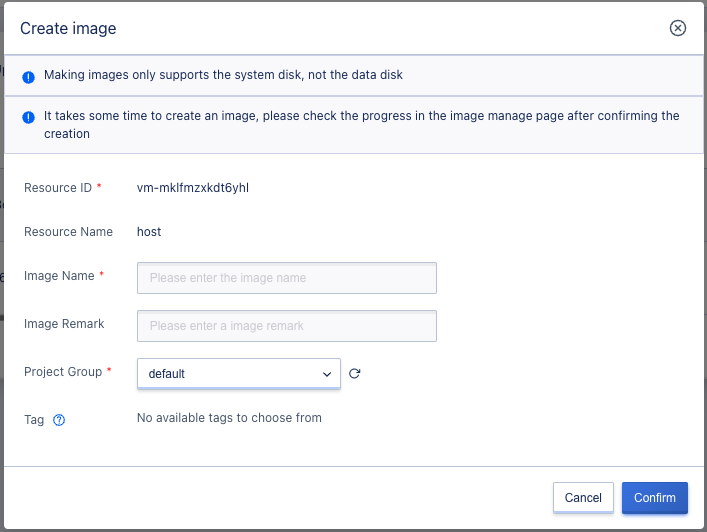 Create image
Making images only supports the system disk, not the data disk
It takes some time to create an image, please check the progress in the image manage page after confirming the
creation
Resource ID * vm-mklfmzxkdt6yhl
Resource Name host
Image Name * Please enter the image name
Image Remark Please enter a image remark
Project Group * default
Tag No available tags to choose from
Cancel Confirm